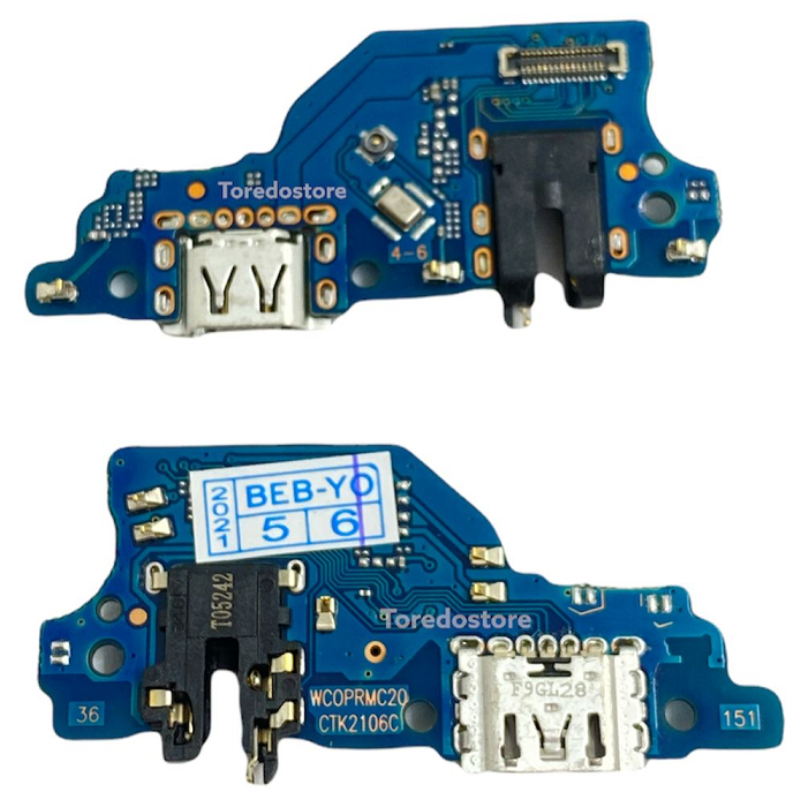 Toredostore
4-6
2021
BEB-YO
5 6
T05242
Toredostore
F9GL28
WCOPRMC20
CTK2106C
36
151